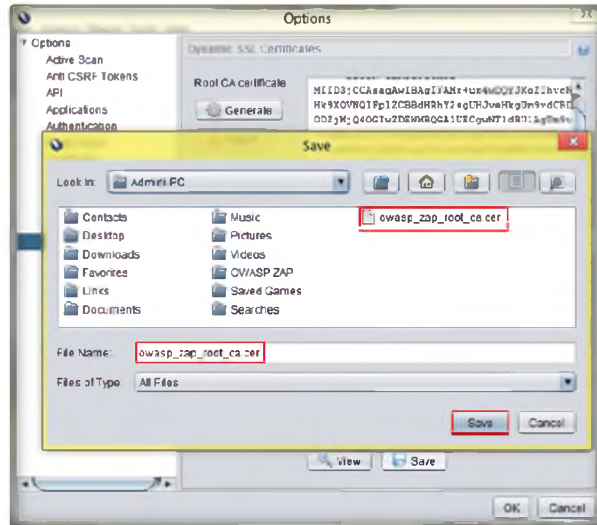 Options
Options
Active Scan
Anti CSRF Tokens
API
Applications
Authentication
Dynamic SSL Certificates
Root CA certificate
Generate
Save
Look in:
Admini-PC
Contacts
Desktop
Downloads
Favorites
Links
Documents
Music
Pictures
Videos
OWASP ZAP
Saved Games
Searches
owasp_zap_root_ca.cer
File Name:
owasp_zap_root_ca.cer
Files of Type:
All Files
Save
Cancel
View
Save
OK
Cancel